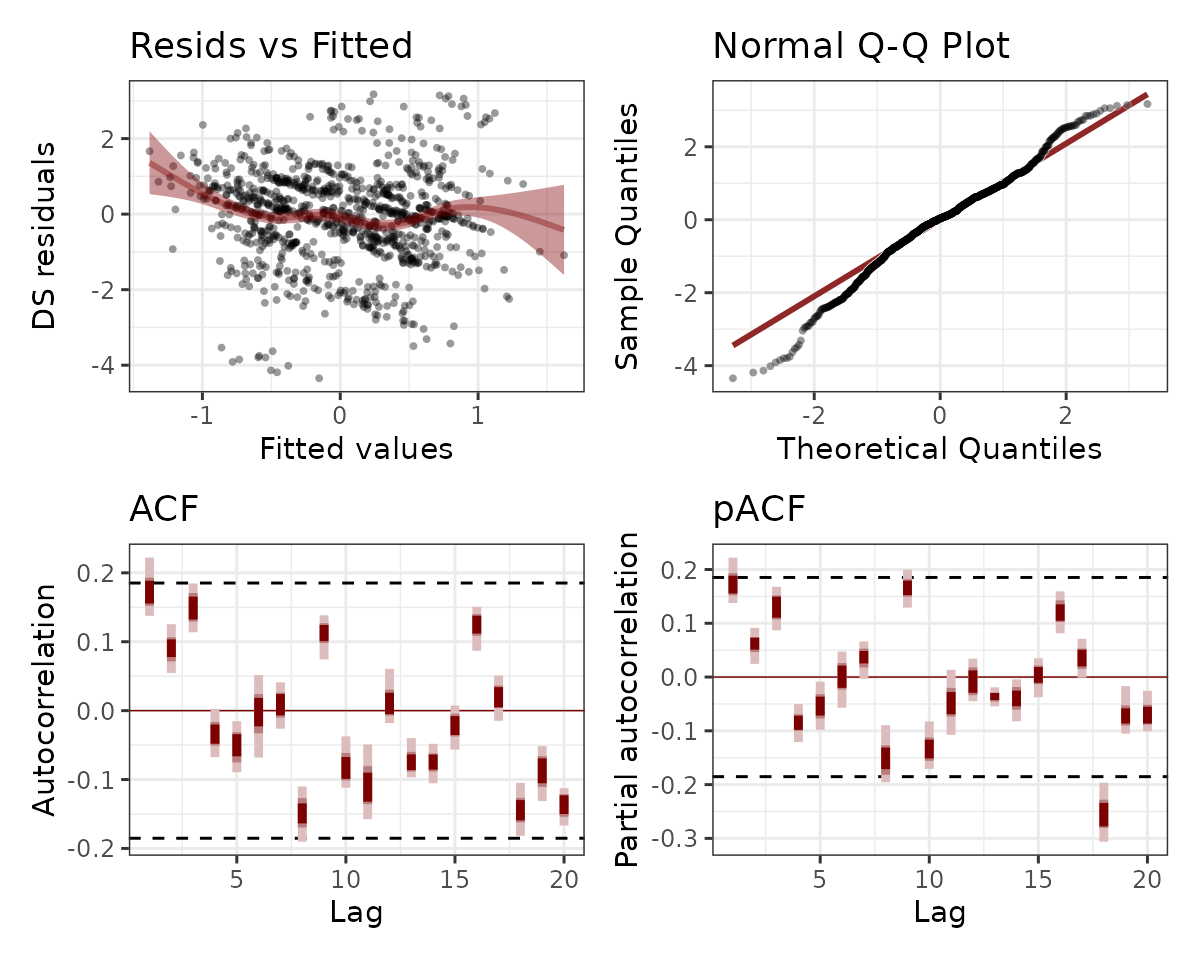 Resids vs Fitted
DS residuals
2
0
-2
-4
-1
0
1
Fitted values
Normal Q-Q Plot
Sample Quantiles
2
0
-2
-4
-2
0
2
Theoretical Quantiles
ACF
Autocorrelation
0.2
0.1
0.0
-0.1
-0.2
5
10
15
20
Lag
pACF
Partial autocorrelation
0.2
0.1
0.0
-0.1
-0.2
-0.3
5
10
15
20
Lag